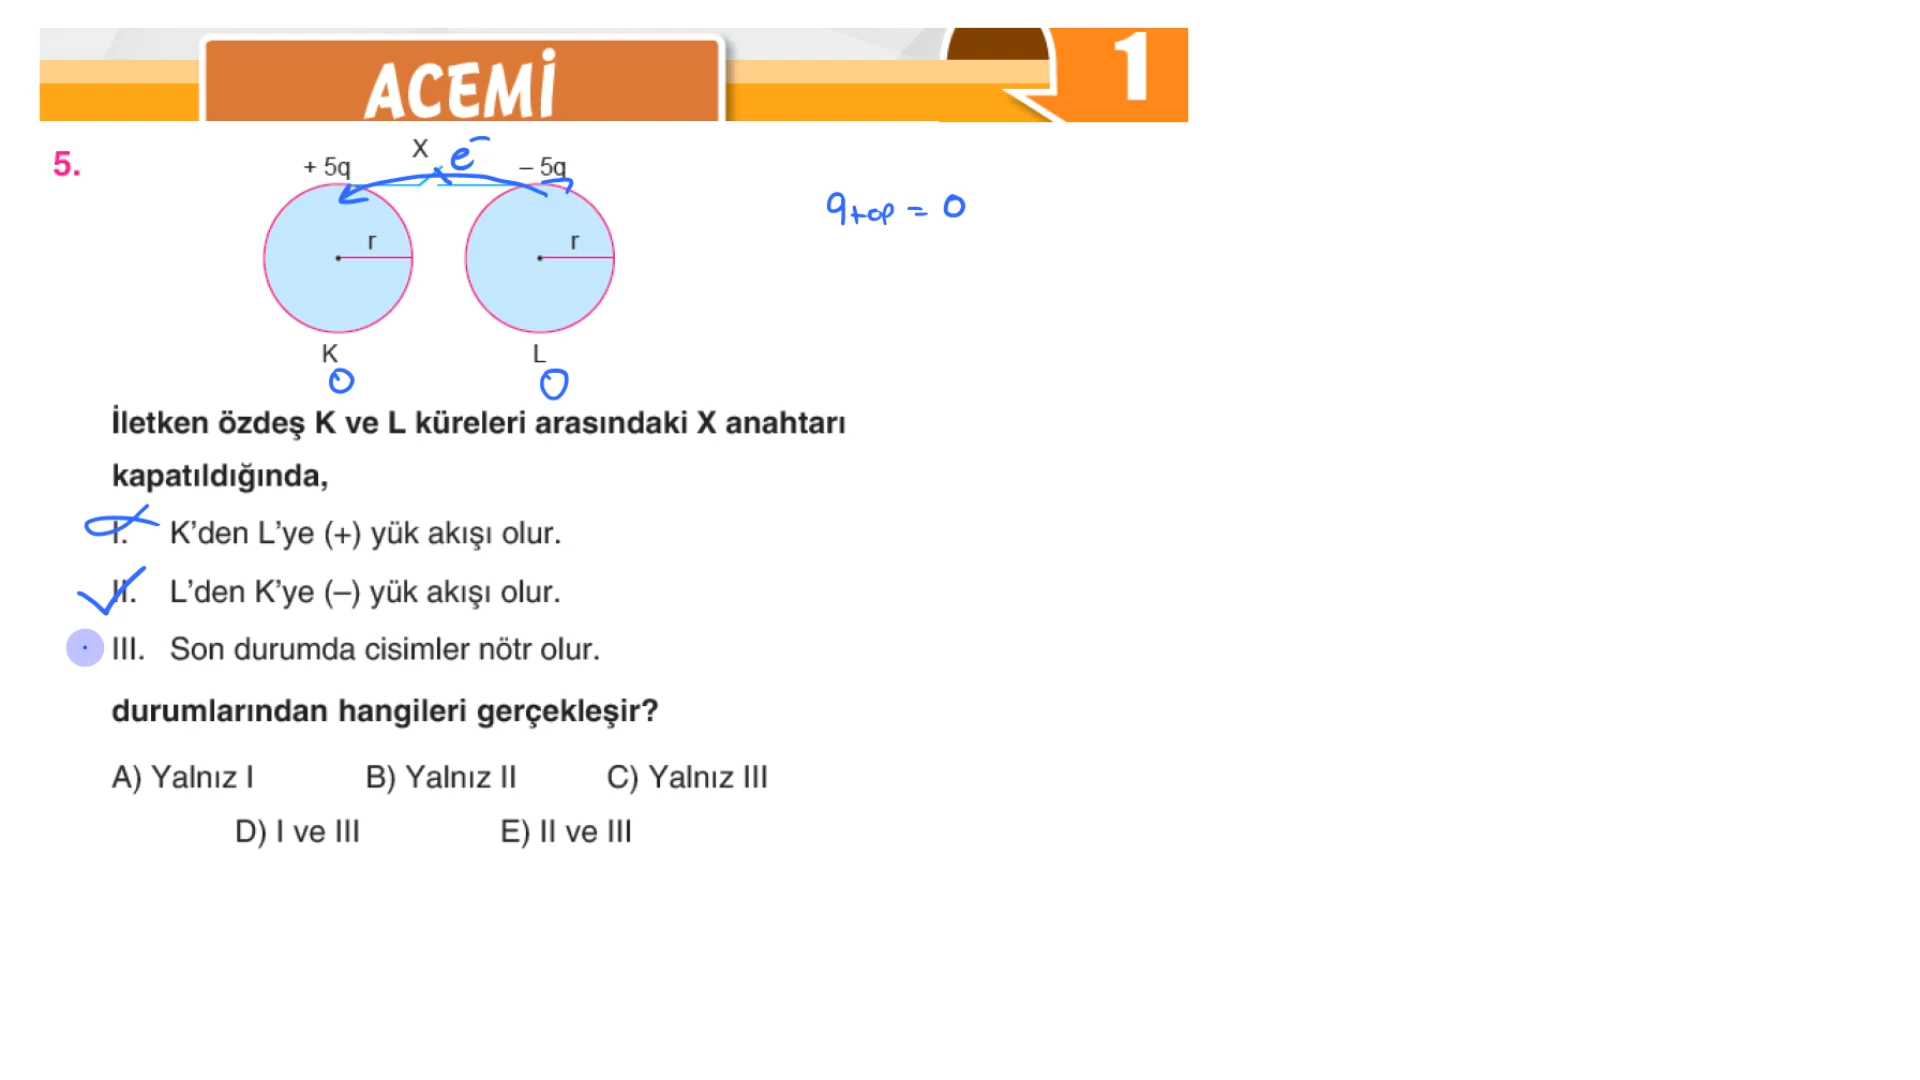 ACEMİ
1
5.
+ 5q
X
e⁻
– 5q
q top = 0
r
r
K
L
0
0
İletken özdeş K ve L küreleri arasındaki X anahtarı
kapatıldığında,
I. K’den L’ye (+) yük akışı olur.
II. L’den K’ye (–) yük akışı olur.
III. Son durumda cisimler nötr olur.
durumlarından hangileri gerçekleşir?
A) Yalnız I B) Yalnız II C) Yalnız III
D) I ve III E) II ve III